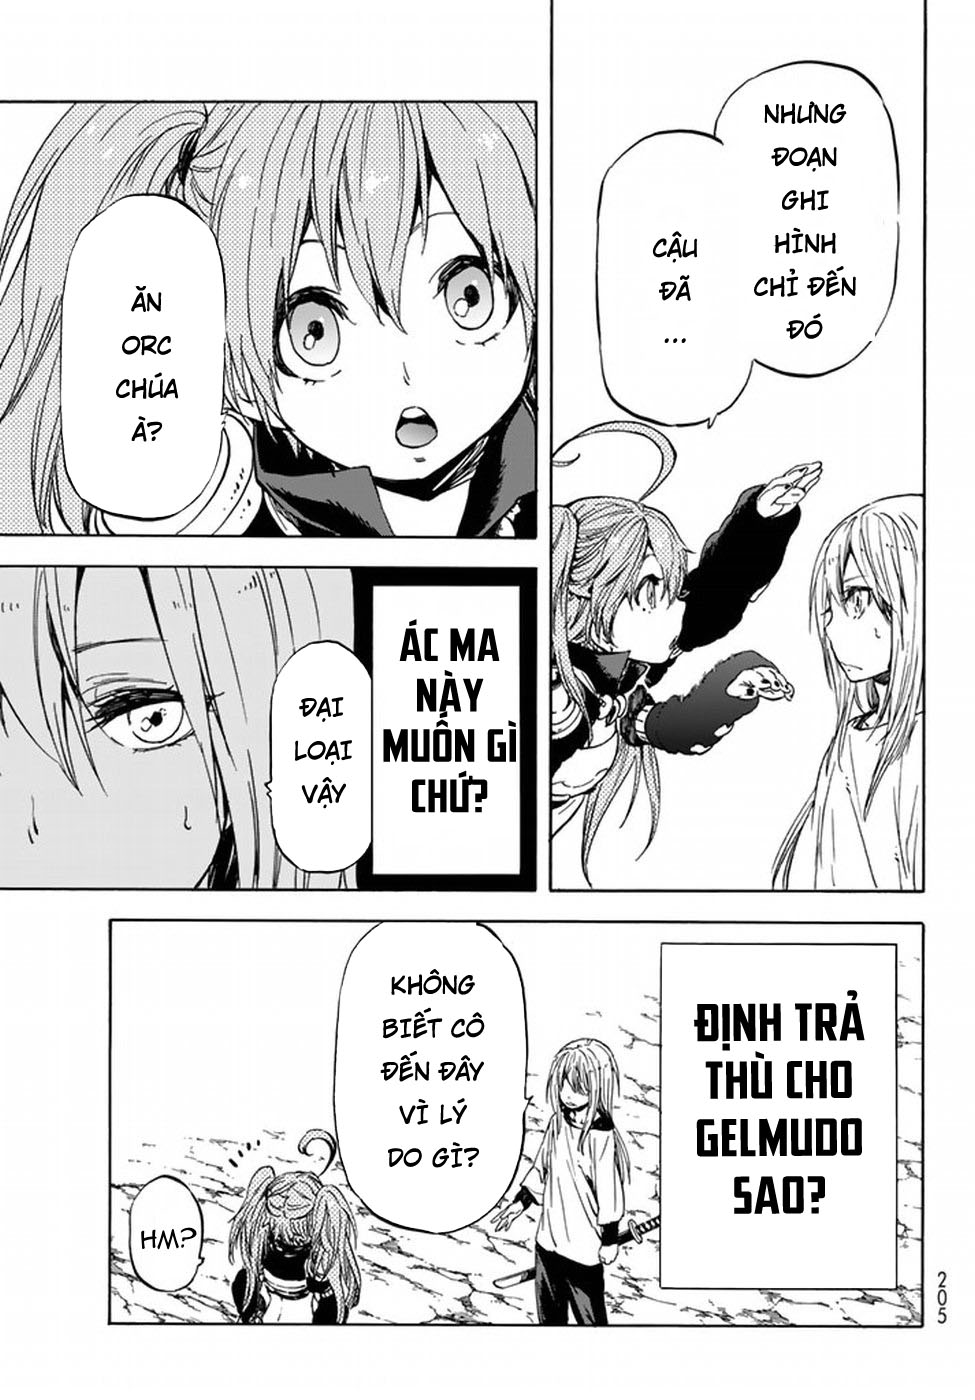 NHƯNG
ĐOẠN
GHI
HÌNH
CHỈ ĐẾN
ĐÓ
CẬU
ĐÃ
...
ĂN
ORC
CHÚA
À?
ÁC MA
NÀY
MUỐN GÌ
CHỨ?
ĐẠI
LOẠI
VẬY
ĐỊNH TRẢ
THÙ CHO
GELMUDO
SAO?
KHÔNG
BIẾT CÔ
ĐẾN ĐÂY
VÌ LÝ
DO GÌ?
HM?
205